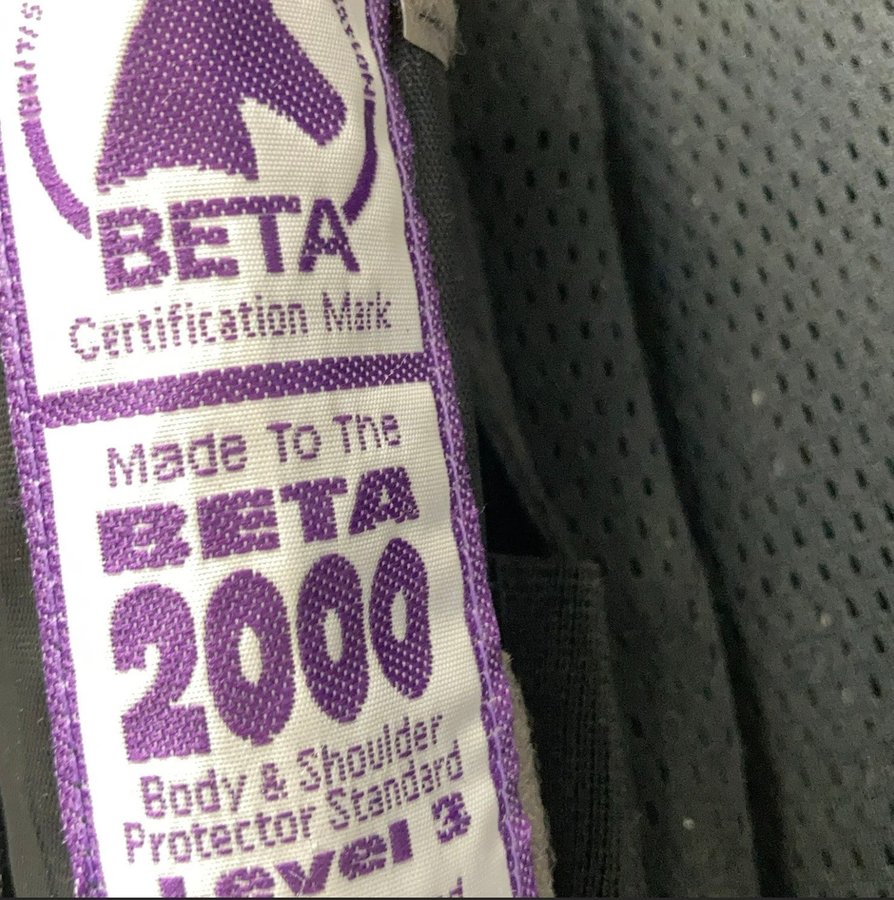 BETA
Certification Mark
Made To The
BETA
2000
Body & Shoulder
Protector Standard
Level 3